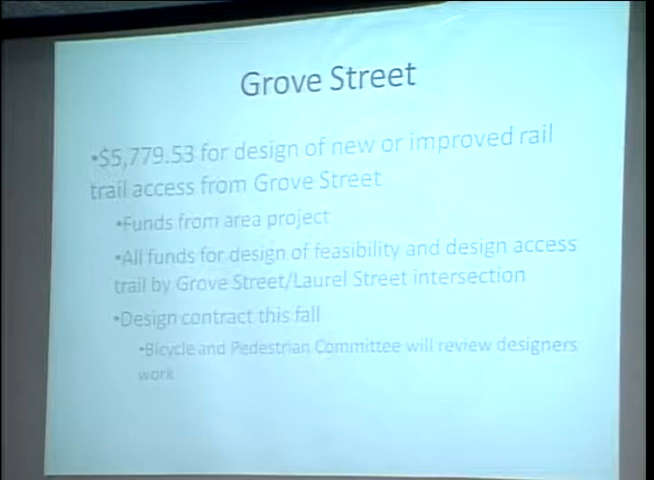 Grove Street
•$5,779.53 for design of new or improved rail
trail access from Grove Street
•Funds from area project
•All funds for design of feasibility and design access
trail by Grove Street/Laurel Street intersection
•Design contract this fall
•Bicycle and Pedestrian Committee will review designers
work